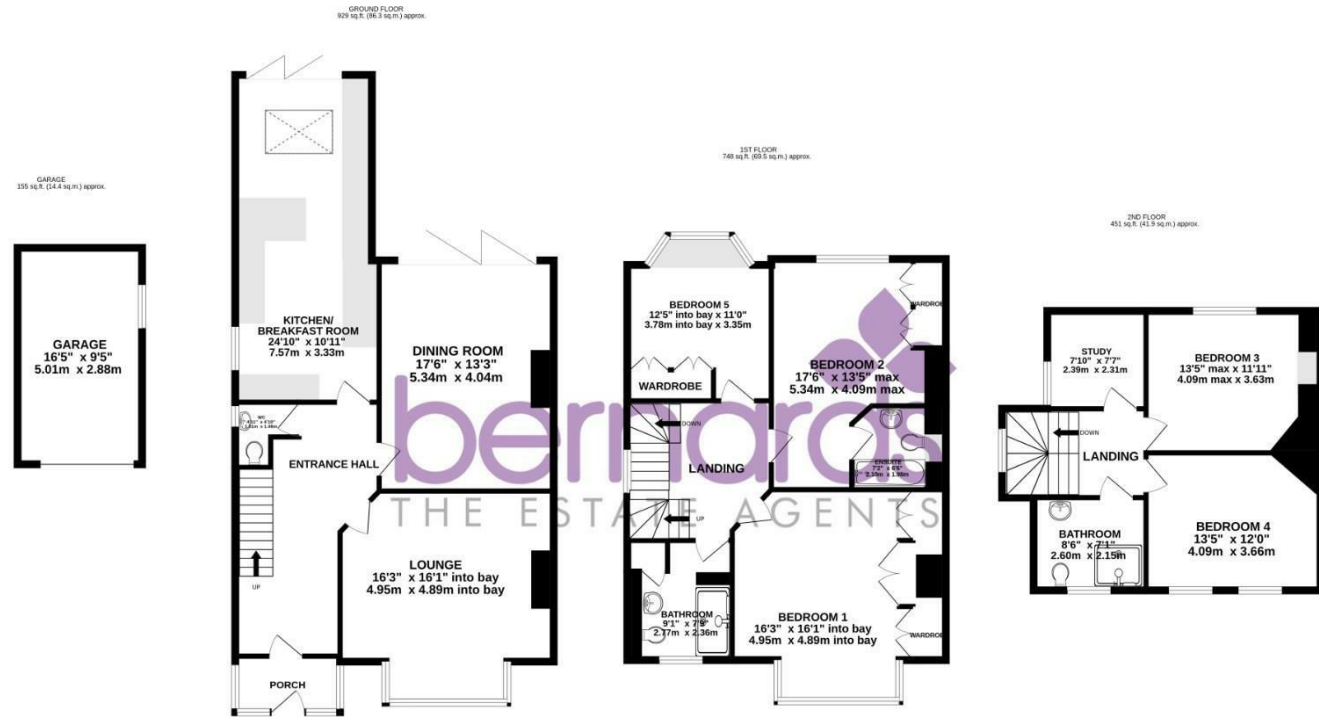 GROUND FLOOR
929 sq.ft. (86.3 sq.m.) approx.
GARAGE
155 sq.ft. (14.4 sq.m.) approx.
GARAGE
16'5" x 9'5"
5.01m x 2.88m
KITCHEN/
BREAKFAST ROOM
24'10" x 10'11"
7.57m x 3.33m
DINING ROOM
17'6" x 13'3"
5.34m x 4.04m
WC
ENTRANCE HALL
UP
LOUNGE
16'3" x 16'1" into bay
4.95m x 4.89m into bay
PORCH
1ST FLOOR
748 sq.ft. (69.5 sq.m.) approx.
BEDROOM 5
12'5" into bay x 11'0"
3.78m into bay x 3.35m
WARDROBE
WARDROBE
BEDROOM 2
17'6" x 13'5" max
5.34m x 4.09m max
DOWN
LANDING
UP
ENSUITE
BATHROOM
2.77m x 2.36m
BEDROOM 1
16'3" x 16'1" into bay
4.95m x 4.89m into bay
WARDROBE
2ND FLOOR
451 sq.ft. (41.9 sq.m.) approx.
STUDY
7'10" x 7'7"
2.39m x 2.31m
BEDROOM 3
13'5" max x 11'11"
4.09m max x 3.63m
DOWN
LANDING
BATHROOM
8'6" x 7'1"
2.60m x 2.15m
BEDROOM 4
13'5" x 12'0"
4.09m x 3.66m
bernards
THE ESTATE AGENTS